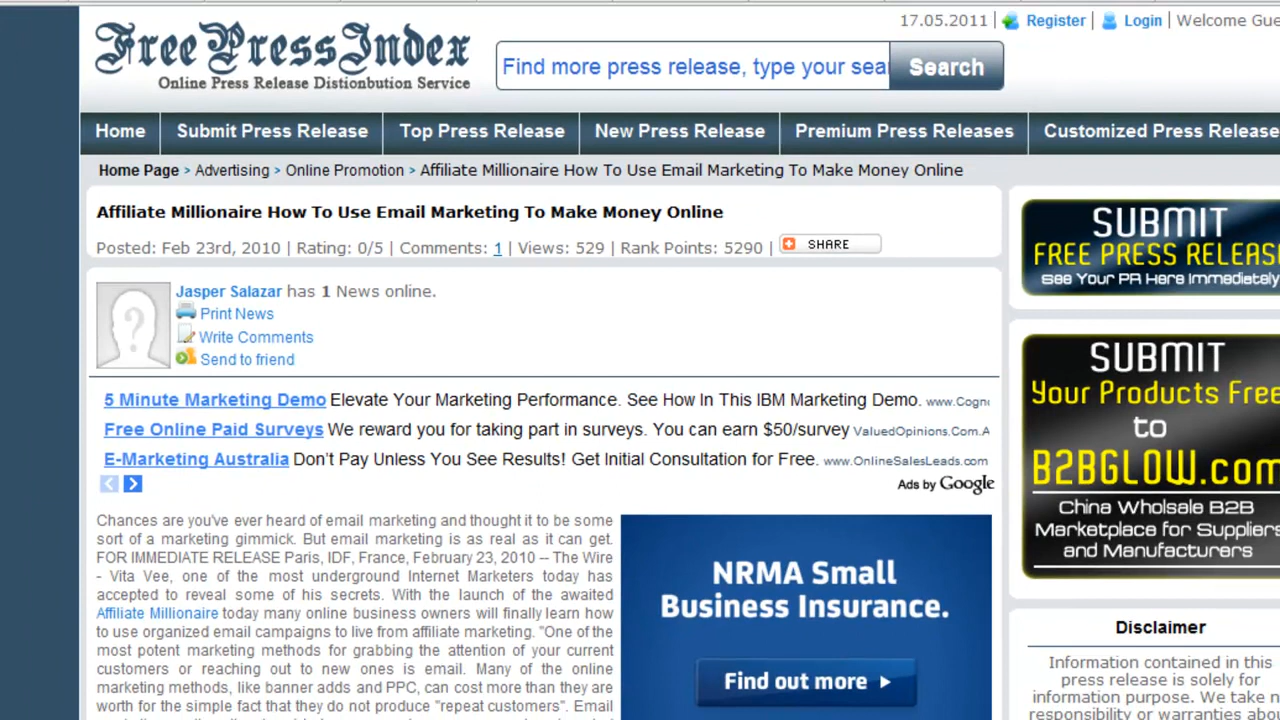 17.05.2011 | Register | Login | Welcome Gue
FreePressIndex
Online Press Release Distionbution Service
Find more press release, type your sea
Search
Home
Submit Press Release
Top Press Release
New Press Release
Premium Press Releases
Customized Press Release
Home Page > Advertising > Online Promotion > Affiliate Millionaire How To Use Email Marketing To Make Money Online
Affiliate Millionaire How To Use Email Marketing To Make Money Online
Posted: Feb 23rd, 2010 | Rating: 0/5 | Comments: 1 | Views: 529 | Rank Points: 5290 | SHARE
Jasper Salazar has 1 News online.
Print News
Write Comments
Send to friend
5 Minute Marketing Demo Elevate Your Marketing Performance. See How In This IBM Marketing Demo. www.Cogn
Free Online Paid Surveys We reward you for taking part in surveys. You can earn $50/survey ValuedOpinions.Com.A
E-Marketing Australia Don't Pay Unless You See Results! Get Initial Consultation for Free. www.OnlineSalesLeads.com
Ads by Google
Chances are you've ever heard of email marketing and thought it to be some
sort of a marketing gimmick. But email marketing is as real as it can get.
FOR IMMEDIATE RELEASE Paris, IDF, France, February 23, 2010 -- The Wire
- Vita Vee, one of the most underground Internet Marketers today has
accepted to reveal some of his secrets. With the launch of the awaited
Affiliate Millionaire today many online business owners will finally learn how
to use organized email campaigns to live from affiliate marketing. "One of the
most potent marketing methods for grabbing the attention of your current
customers or reaching out to new ones is email. Many of the online
marketing methods, like banner adds and PPC, can cost more than they are
worth for the simple fact that they do not produce "repeat customers". Email
NRMA Small
Business Insurance.
Find out more
SUBMIT
FREE PRESS RELEAS
See Your PR Here Immediately
SUBMIT
Your Products Free
to
B2BGLOW.com
China Wholsale B2B
Marketplace for Suppliers
and Manufacturers
Disclaimer
Information contained in this
press release is solely for
information purpose. We take n
responsibility or warranties abou